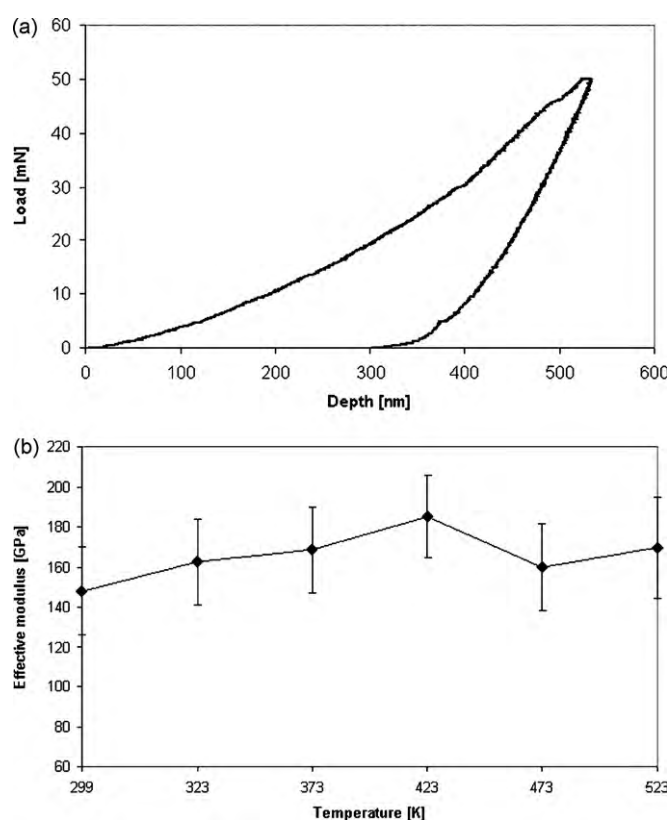 (a)
60
50
40
30
20
10
0
Load [mN]
0 100 200 300 400 500 600
Depth [nm]
(b)
220
200
180
160
140
120
100
80
60
Effective modulus [GPa]
299 323 373 423 473 523
Temperature [K]